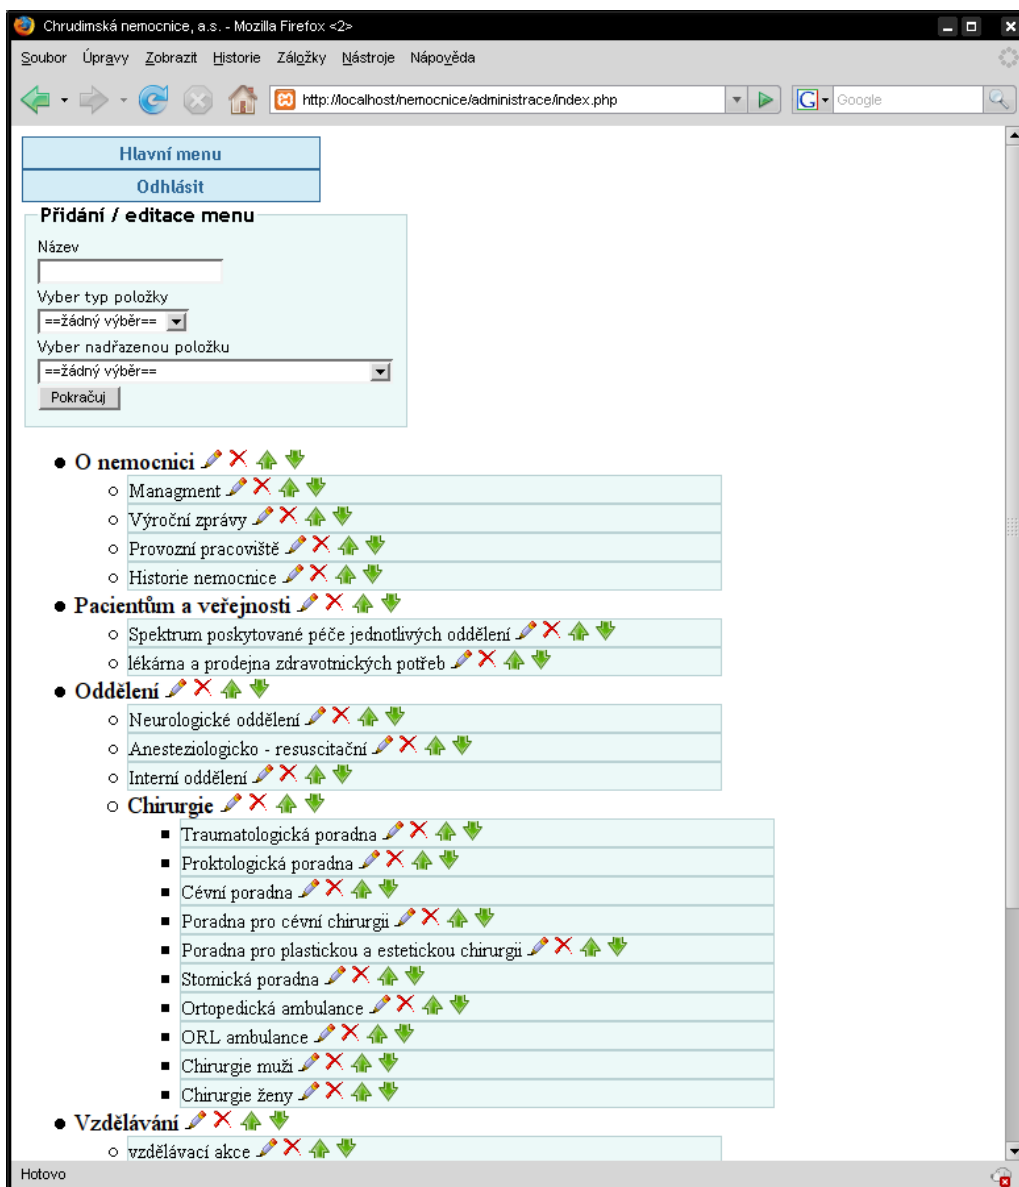 Chrudimská nemocnice, a.s. - Mozilla Firefox <2>
Soubor Úpravy Zobrazit Historie Záložky Nástroje Nápověda
http://localhost/nemocnice/administrace/index.php
G Google
Hlavní menu
Odhlásit
Přidání / editace menu
Název
Vyber typ položky
==žádný výběr==
Vyber nadřazenou položku
==žádný výběr==
Pokračuj
O nemocnici
Managment
Výroční zprávy
Provozní pracoviště
Historie nemocnice
Pacientům a veřejnosti
Spektrum poskytované péče jednotlivých oddělení
lékárna a prodejna zdravotnických potřeb
Oddělení
Neurologické oddělení
Anesteziologicko - resuscitační
Interní oddělení
Chirurgie
Traumatologická poradna
Proktologická poradna
Cévní poradna
Poradna pro cévní chirurgii
Poradna pro plastickou a estetickou chirurgii
Stomická poradna
Ortopedická ambulance
ORL ambulance
Chirurgie muži
Chirurgie ženy
Vzdělávání
vzdělávací akce
Hotovo